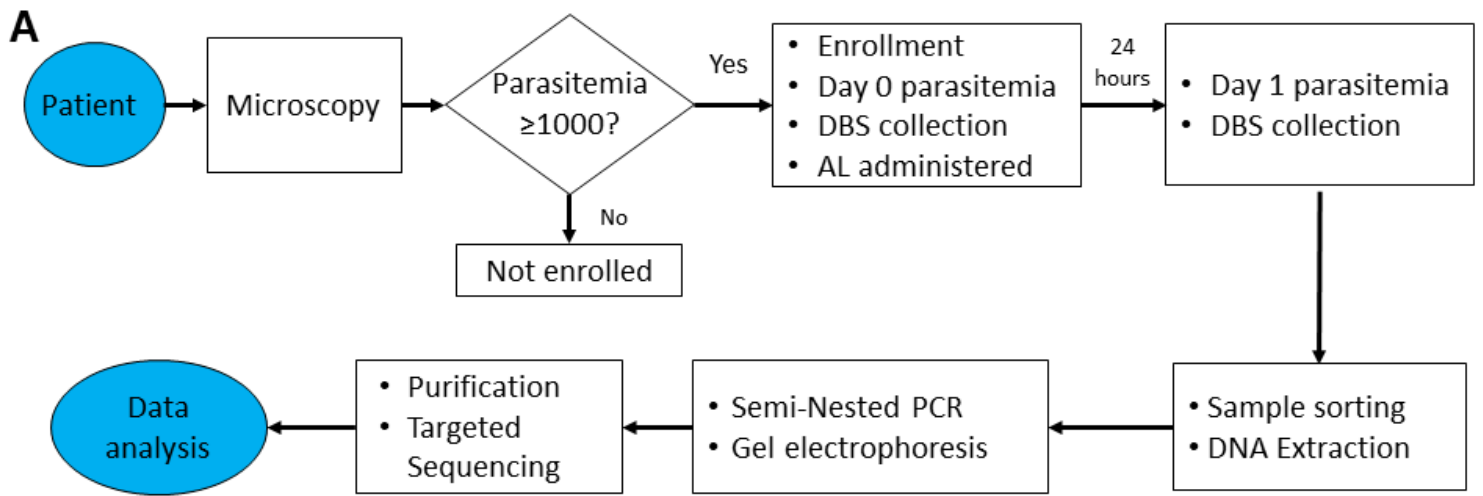 A
Patient
Microscopy
Parasitemia
≥1000?
Yes
• Enrollment
• Day 0 parasitemia
• DBS collection
• AL administered
24
hours
• Day 1 parasitemia
• DBS collection
No
Not enrolled
Data
analysis
• Purification
• Targeted
Sequencing
• Semi-Nested PCR
• Gel electrophoresis
• Sample sorting
• DNA Extraction